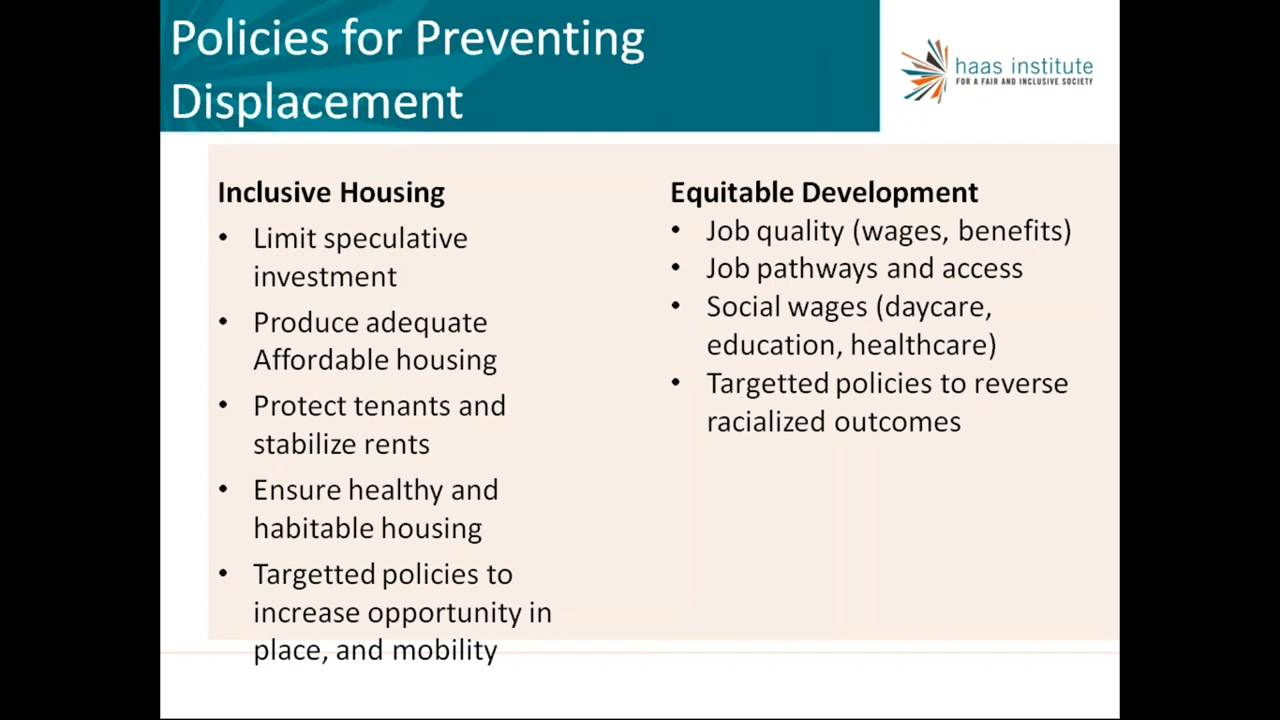 Policies for Preventing
Displacement
haas institute
FOR A FAIR AND INCLUSIVE SOCIETY
Inclusive Housing
• Limit speculative
investment
• Produce adequate
Affordable housing
• Protect tenants and
stabilize rents
• Ensure healthy and
habitable housing
• Targetted policies to
increase opportunity in
place, and mobility
Equitable Development
• Job quality (wages, benefits)
• Job pathways and access
• Social wages (daycare,
education, healthcare)
• Targetted policies to reverse
racialized outcomes